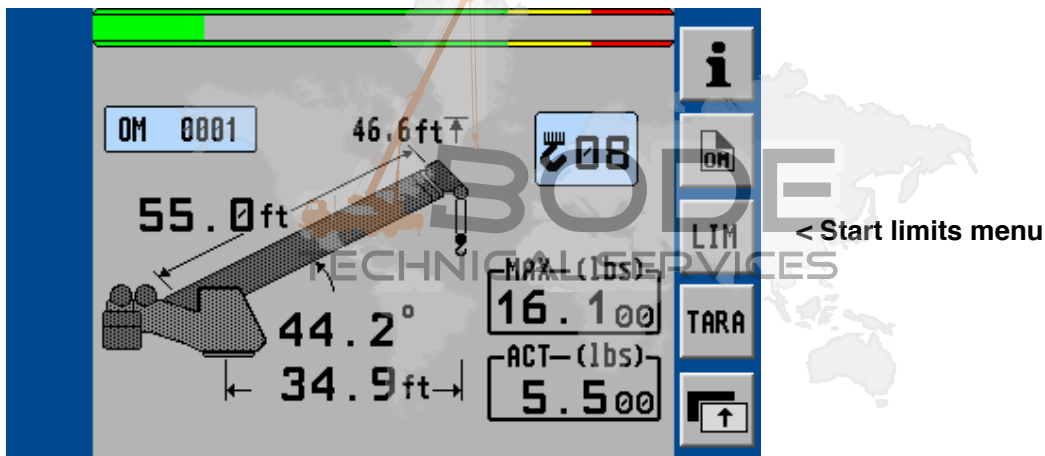 i
OM 0001
46.6ft
08
OM
55.0ft
BODE
LIM
< Start limits menu
TECHNICAL SERVICES
MAX-(lbs)
16.100
TARA
44.2°
ACT-(lbs)
34.9ft
5.500